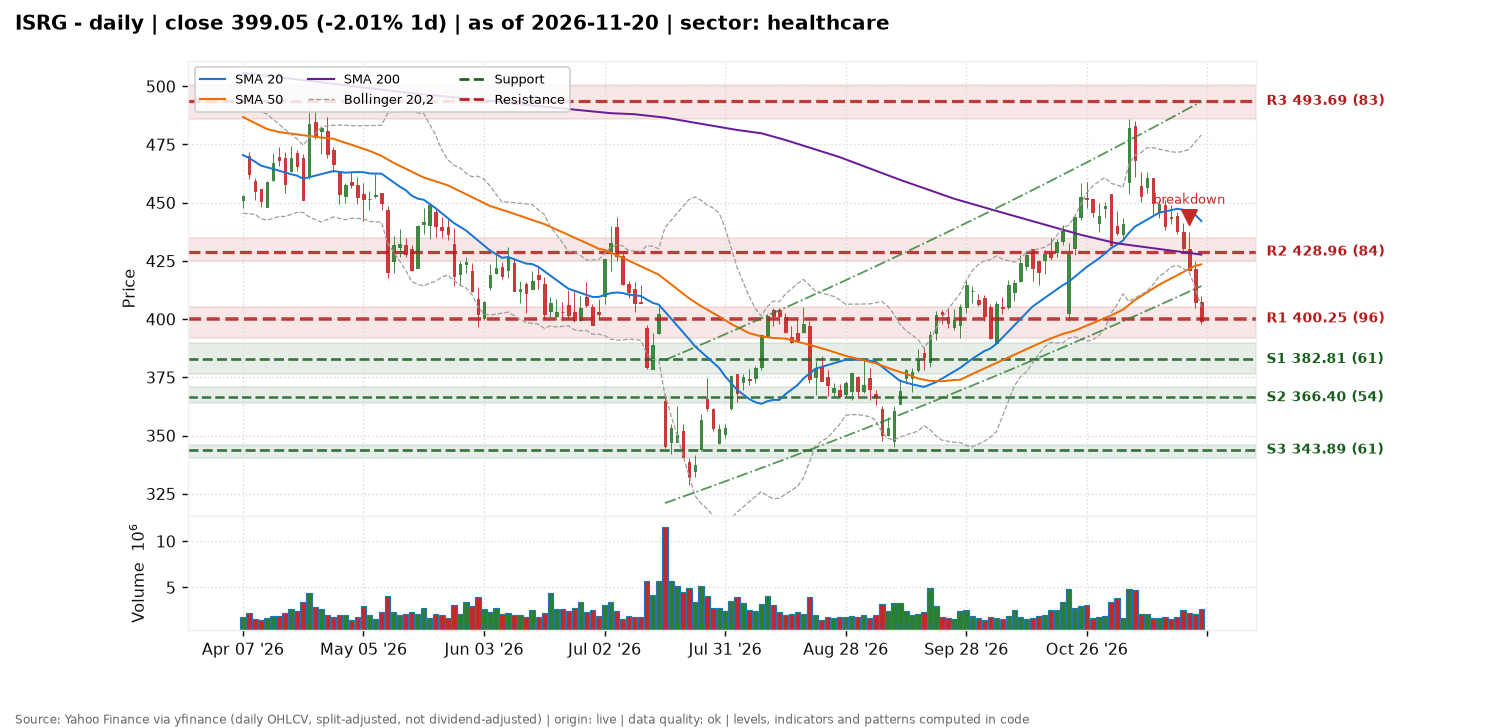 ISRG - daily | close 399.05 (-2.01% 1d) | as of 2026-11-20 | sector: healthcare
SMA 20
SMA 50
SMA 200
Bollinger 20,2
Support
Resistance
Price
500
475
450
425
400
375
350
325
breakdown
R3 493.69 (83)
R2 428.96 (84)
R1 400.25 (96)
S1 382.81 (61)
S2 366.40 (54)
S3 343.89 (61)
Volume 10⁶
10
5
Apr 07 '26
May 05 '26
Jun 03 '26
Jul 02 '26
Jul 31 '26
Aug 28 '26
Sep 28 '26
Oct 26 '26
Source: Yahoo Finance via yfinance (daily OHLCV, split-adjusted, not dividend-adjusted) | origin: live | data quality: ok | levels, indicators and patterns computed in code